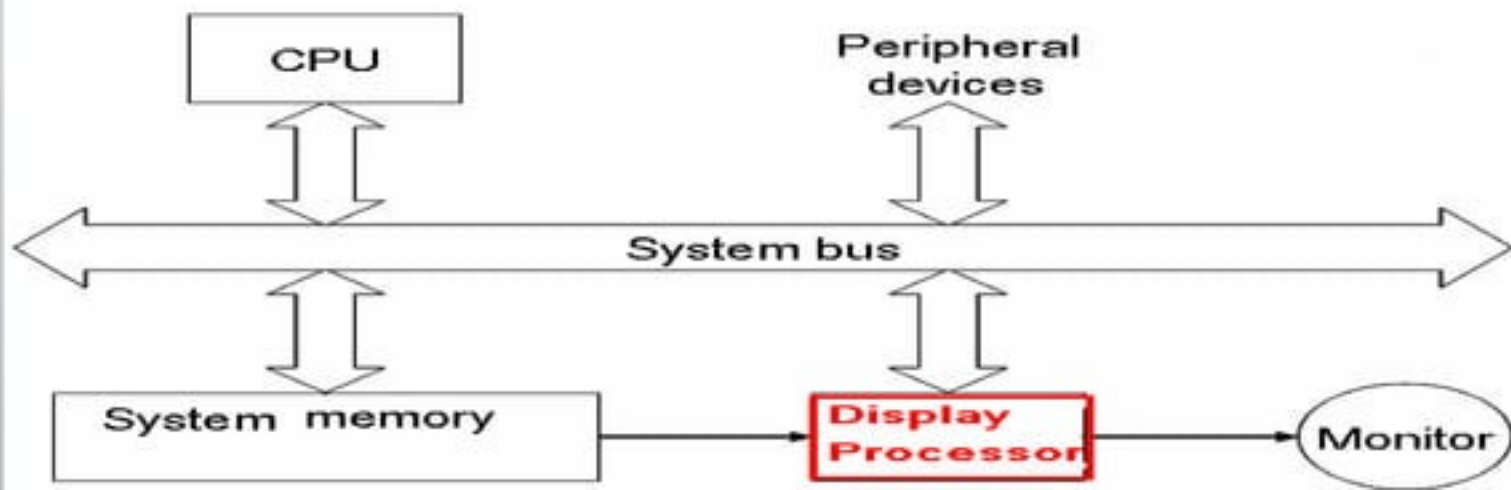 CPU
Peripheral
devices
System bus
System memory
Display
Processor
Monitor